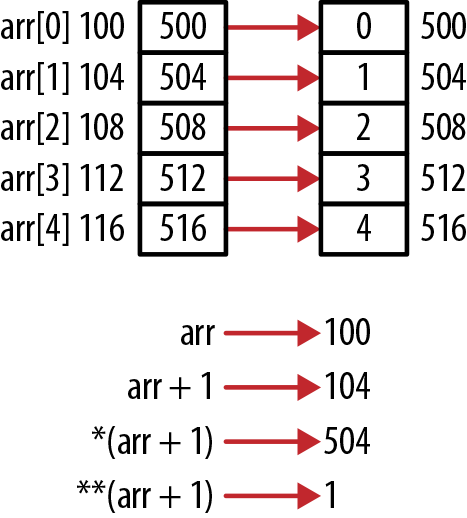 arr[0] 100 500 0 500
arr[1] 104 504 1 504
arr[2] 108 508 2 508
arr[3] 112 512 3 512
arr[4] 116 516 4 516
arr 100
arr + 1 104
*(arr + 1) 504
**(arr + 1) 1